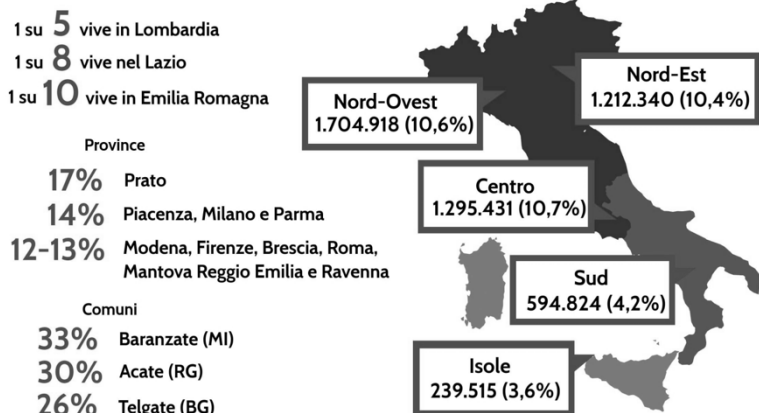 1 su 5 vive in Lombardia
1 su 8 vive nel Lazio
1 su 10 vive in Emilia Romagna
Province
17% Prato
14% Piacenza, Milano e Parma
12-13% Modena, Firenze, Brescia, Roma,
Mantova Reggio Emilia e Ravenna
Comuni
33% Baranzate (MI)
30% Acate (RG)
26% Telgate (BG)
Nord-Ovest
1.704.918 (10,6%)
Nord-Est
1.212.340 (10,4%)
Centro
1.295.431 (10,7%)
Sud
594.824 (4,2%)
Isole
239.515 (3,6%)